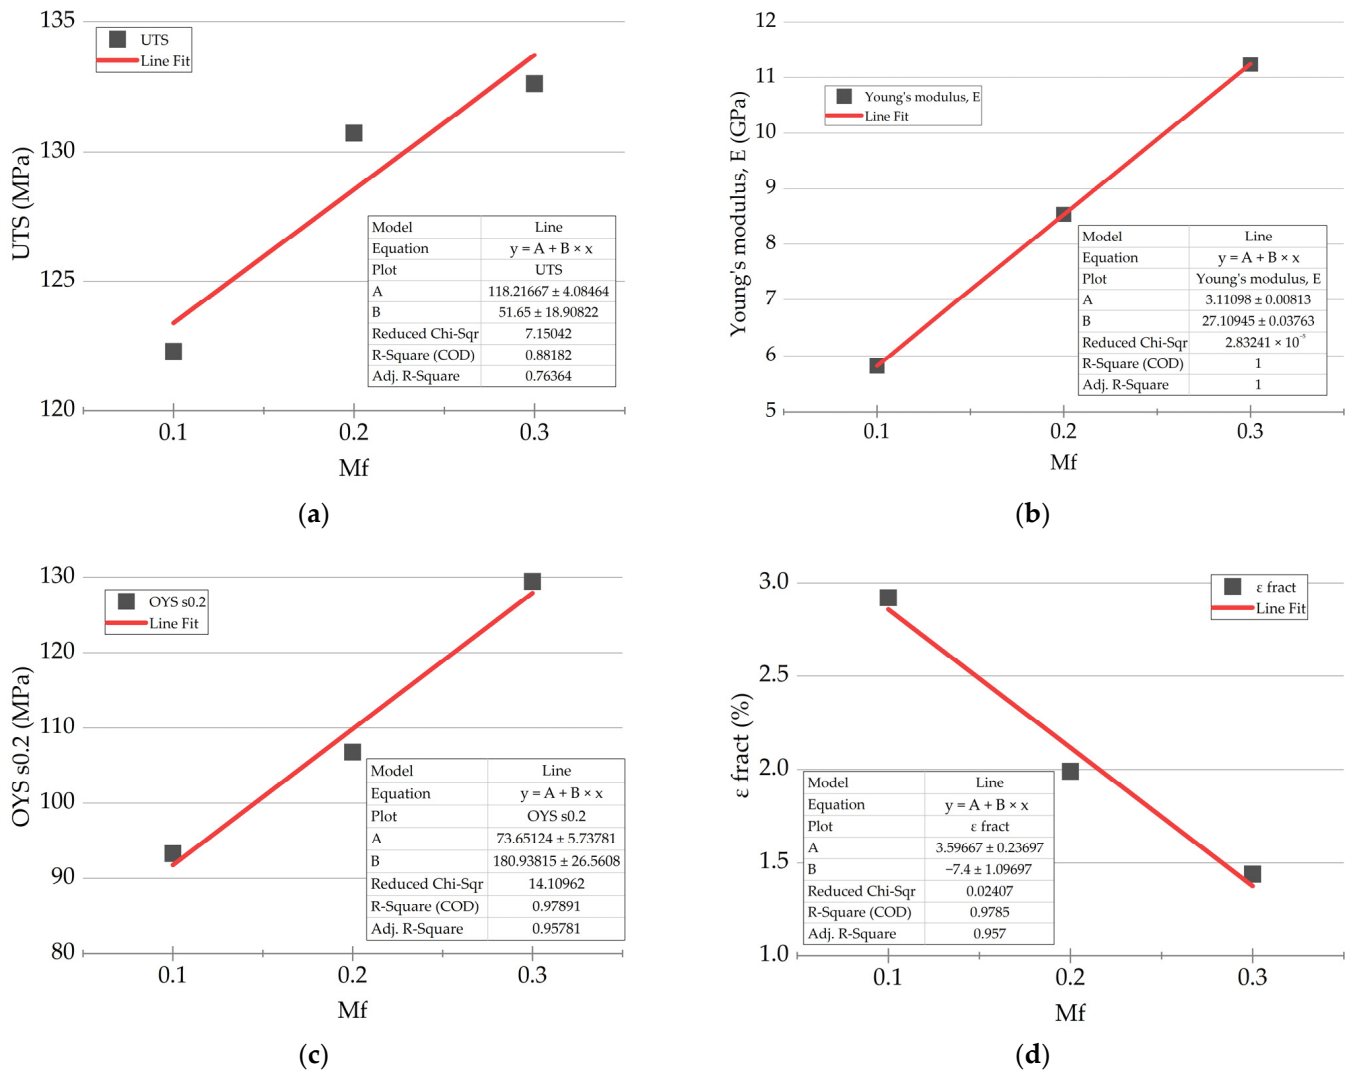 135
130
125
120
UTS (MPa)
UTS
Line Fit
Model Line
Equation y = A + B × x
Plot UTS
A 118.21667 ± 4.08464
B 51.65 ± 18.90822
Reduced Chi-Sqr 7.15042
R-Square (COD) 0.88182
Adj. R-Square 0.76364
0.1 0.2 0.3
Mf
(a)
12
11
10
9
8
7
6
5
Young's modulus, E (GPa)
Young's modulus, E
Line Fit
Model Line
Equation y = A + B × x
Plot Young's modulus, E
A 3.11098 ± 0.00813
B 27.10945 ± 0.03763
Reduced Chi-Sqr 2.83241 × 10⁻⁵
R-Square (COD) 1
Adj. R-Square 1
0.1 0.2 0.3
Mf
(b)
130
120
110
100
90
80
OYS s0.2 (MPa)
OYS s0.2
Line Fit
Model Line
Equation y = A + B × x
Plot OYS s0.2
A 73.65124 ± 5.73781
B 180.93815 ± 26.5608
Reduced Chi-Sqr 14.10962
R-Square (COD) 0.97891
Adj. R-Square 0.95781
0.1 0.2 0.3
Mf
(c)
3.0
2.5
2.0
1.5
1.0
ε fract (%)
ε fract
Line Fit
Model Line
Equation y = A + B × x
Plot ε fract
A 3.59667 ± 0.23697
B −7.4 ± 1.09697
Reduced Chi-Sqr 0.02407
R-Square (COD) 0.9785
Adj. R-Square 0.957
0.1 0.2 0.3
Mf
(d)